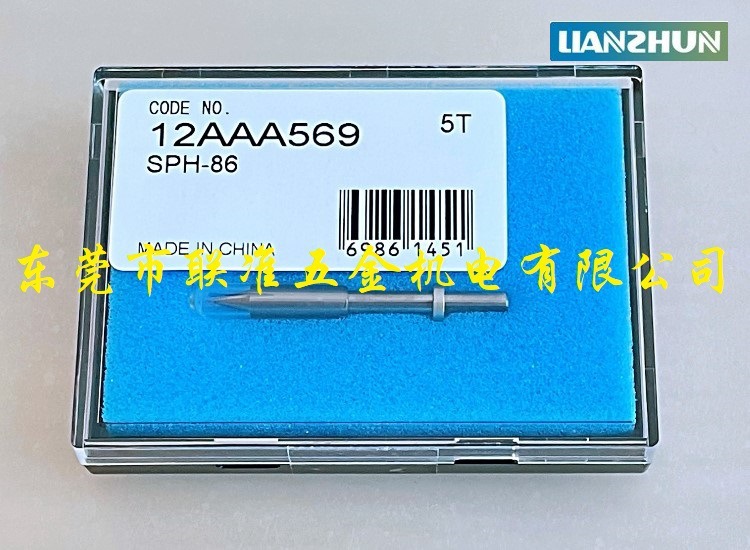 LIANZHUN
CODE NO.
12AAA569
5T
SPH-86
6986 1451
MADE IN CHINA
东莞市联准五金机电有限公司